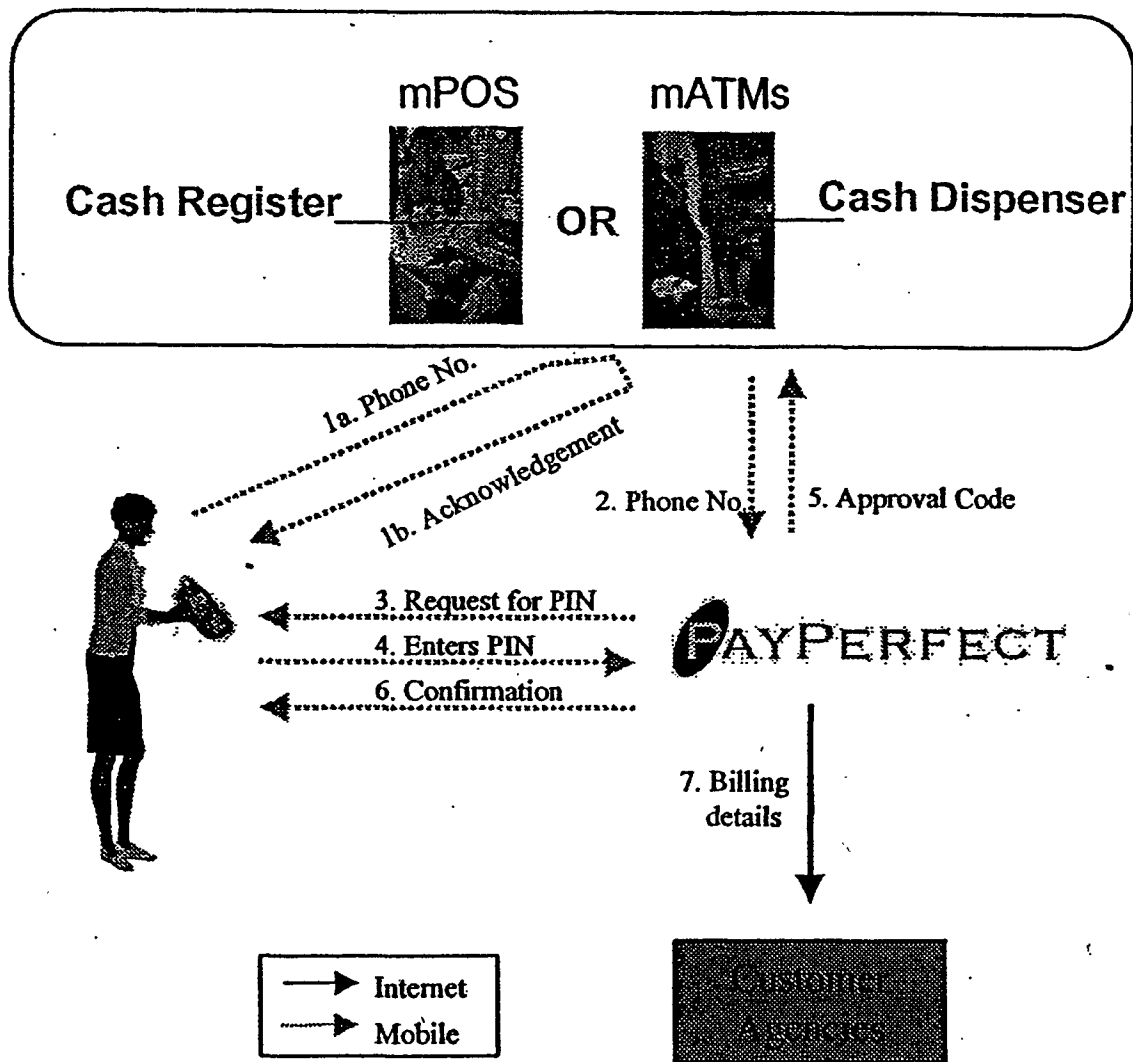 mPOS
mATMs
Cash Register
OR
Cash Dispenser
1a. Phone No.
1b. Acknowledgement
2. Phone No.
5. Approval Code
3. Request for PIN
4. Enters PIN
6. Confirmation
PAYPERFECT
7. Billing
details
Internet
Mobile
Customer
Agencies